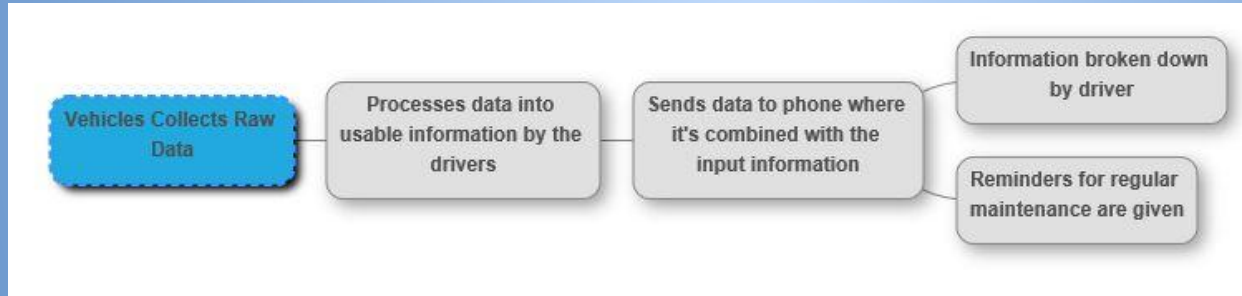 Vehicles Collects Raw
Data
Processes data into
usable information by the
drivers
Sends data to phone where
it's combined with the
input information
Information broken down
by driver
Reminders for regular
maintenance are given